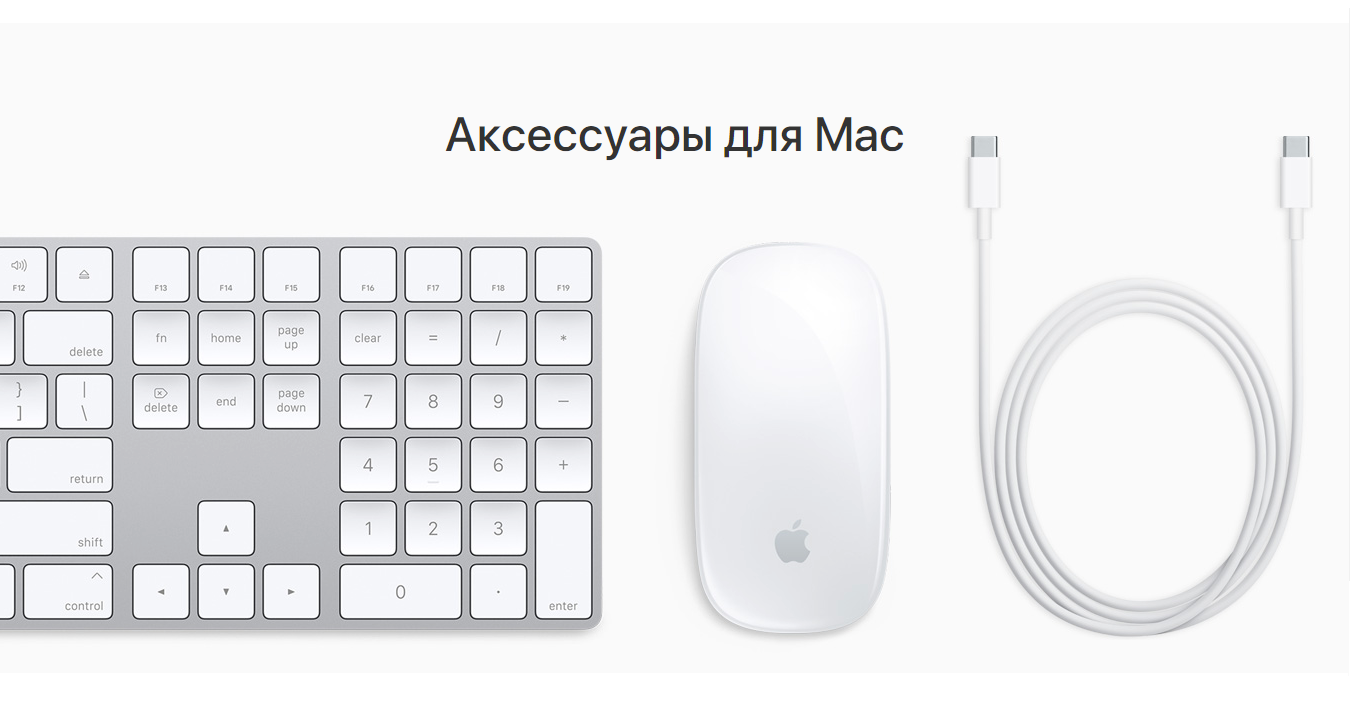 Аксессуары для Mac
F12
F13 F14 F15 F16 F17 F18 F19
delete fn home page up clear = / *
} ] | \ delete end page down 7 8 9 −
return 4 5 6 +
shift 1 2 3
control 0 . enter